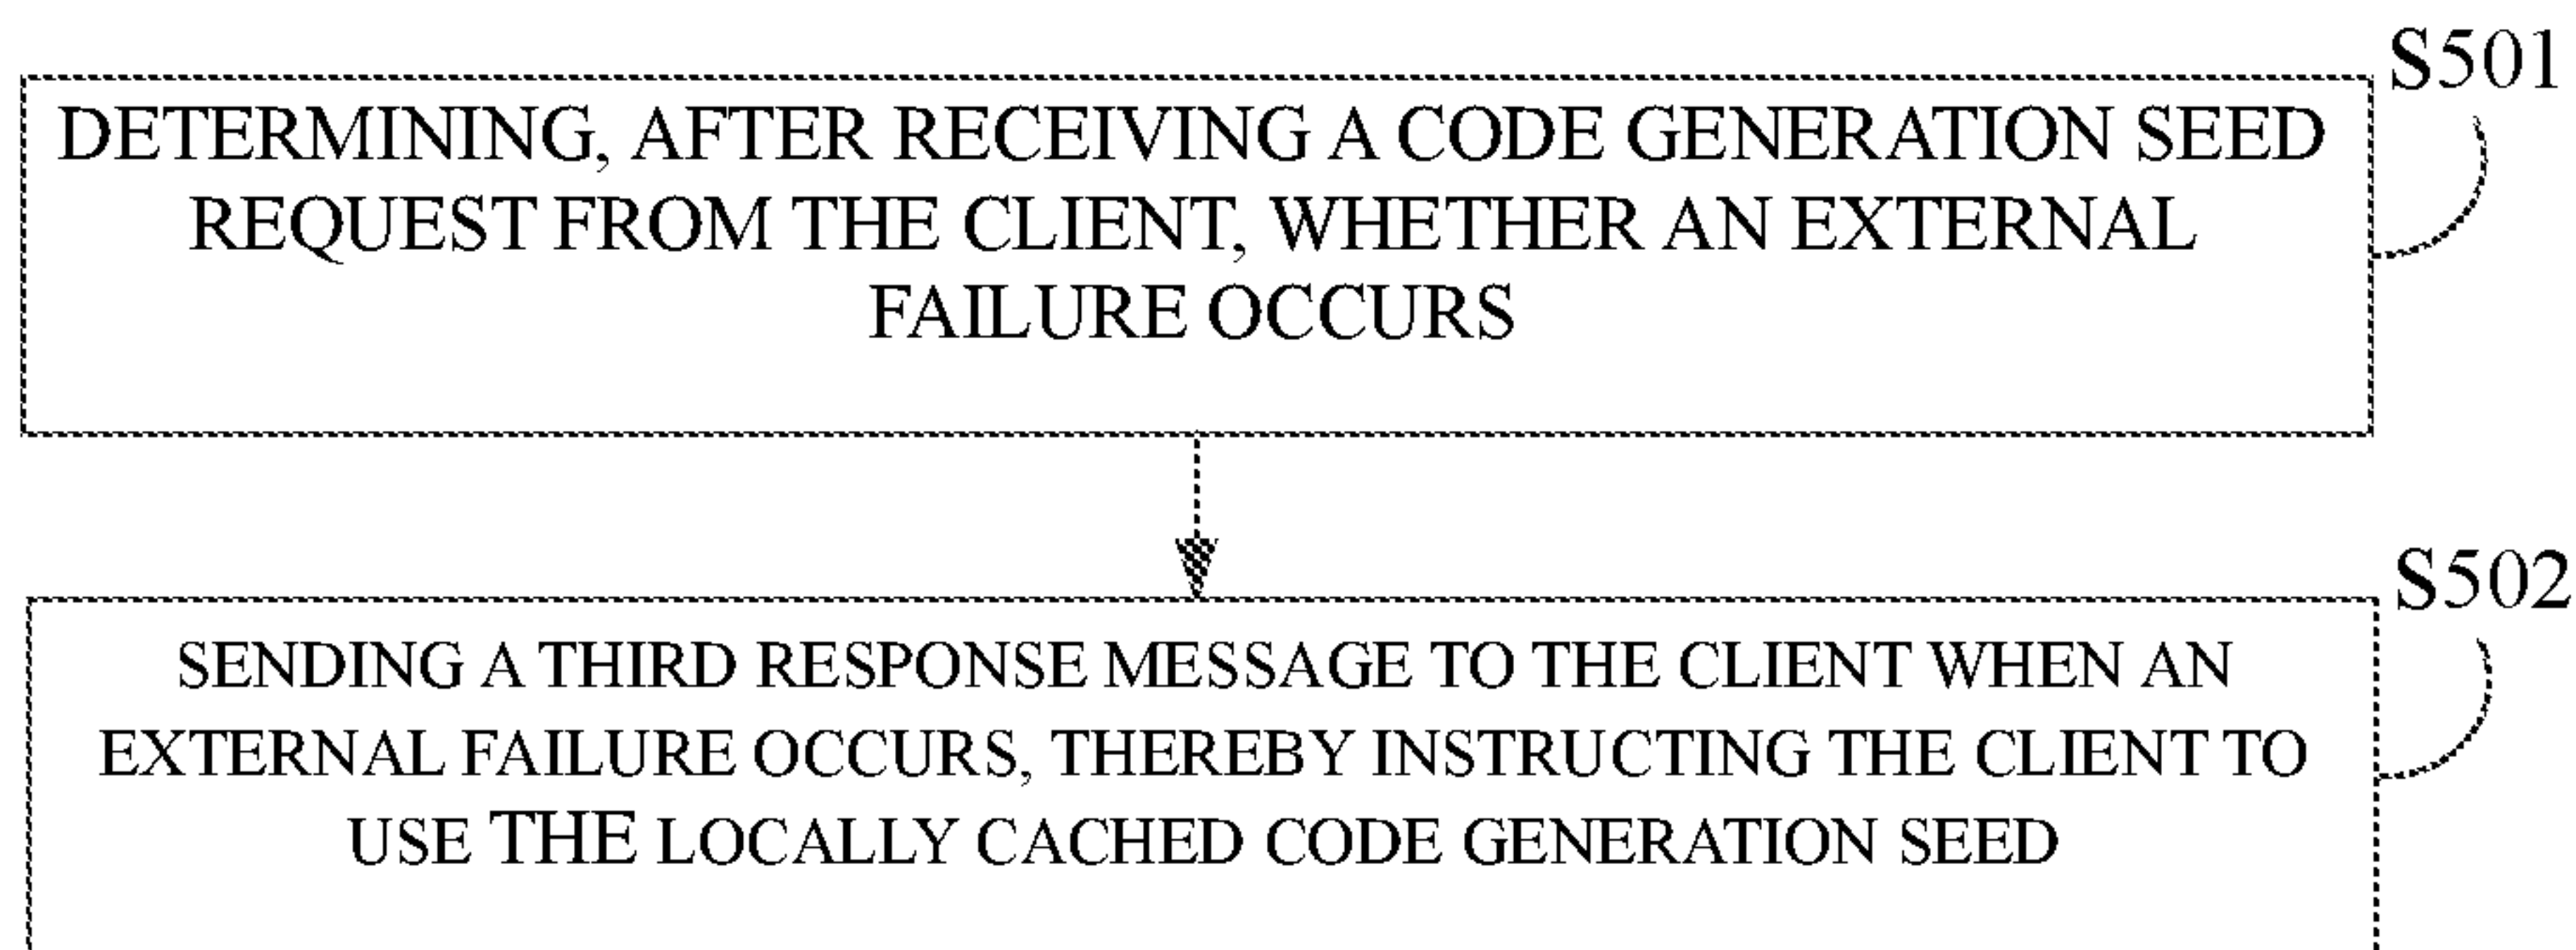 S501
DETERMINING, AFTER RECEIVING A CODE GENERATION SEED
REQUEST FROM THE CLIENT, WHETHER AN EXTERNAL
FAILURE OCCURS
S502
SENDING A THIRD RESPONSE MESSAGE TO THE CLIENT WHEN AN
EXTERNAL FAILURE OCCURS, THEREBY INSTRUCTING THE CLIENT TO
USE THE LOCALLY CACHED CODE GENERATION SEED